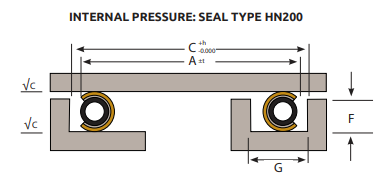 INTERNAL PRESSURE: SEAL TYPE HN200
C +h -0.000
A ±t
√c
√c
F
G